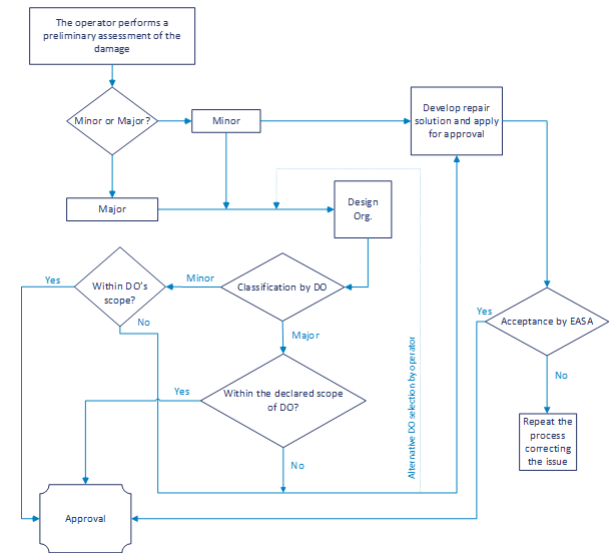 The operator performs a
preliminary assessment of the
damage
Minor or Major?
Minor
Develop repair
solution and apply
for approval
Major
Design
Org.
Yes
Within DO's
scope?
Minor
Classification by DO
No
Major
Yes
Acceptance by EASA
Yes
Within the declared scope
of DO?
Alternative DO selection by operator
No
No
Repeat the
process
correcting
the issue
Approval